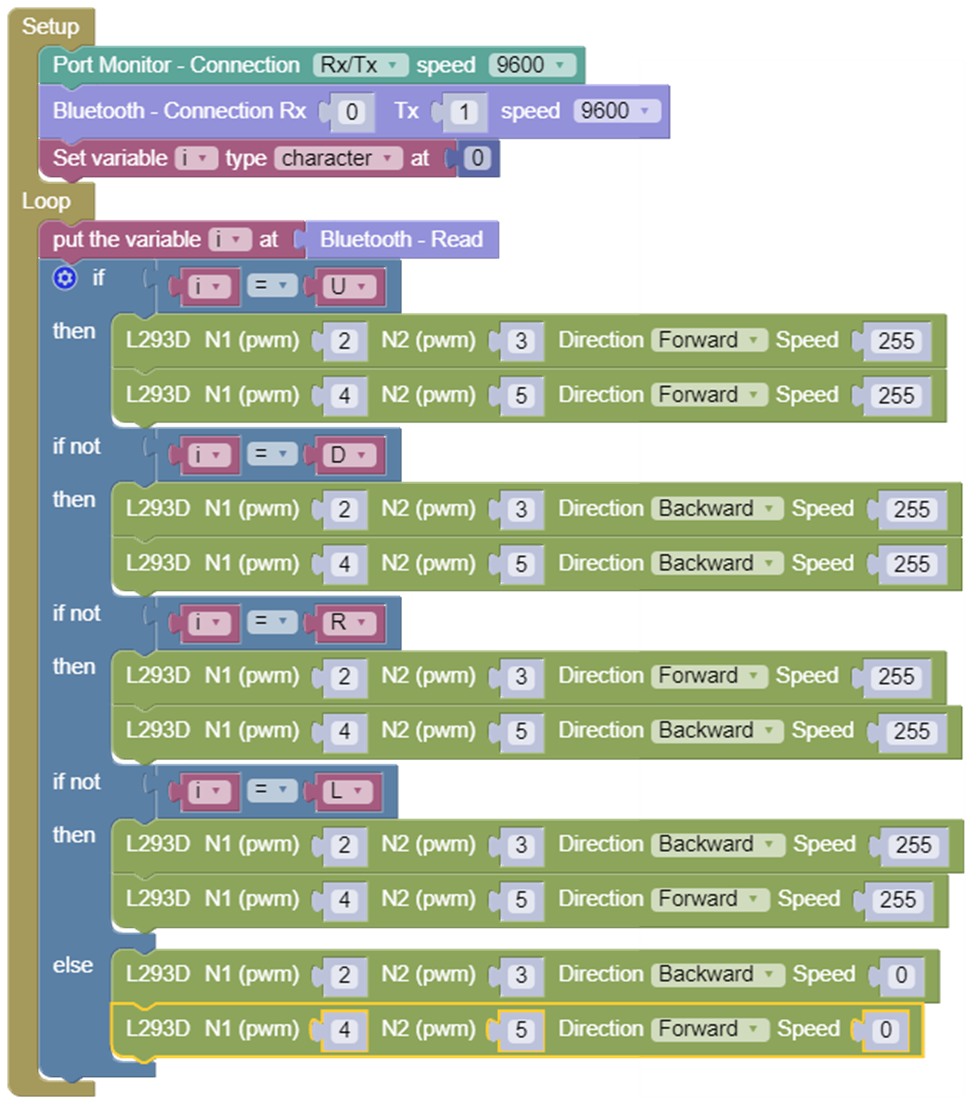 Setup
Port Monitor - Connection Rx/Tx speed 9600
Bluetooth - Connection Rx 0 Tx 1 speed 9600
Set variable i type character at 0
Loop
put the variable i at Bluetooth - Read
if i = U
then L293D N1 (pwm) 2 N2 (pwm) 3 Direction Forward Speed 255
L293D N1 (pwm) 4 N2 (pwm) 5 Direction Forward Speed 255
if not i = D
then L293D N1 (pwm) 2 N2 (pwm) 3 Direction Backward Speed 255
L293D N1 (pwm) 4 N2 (pwm) 5 Direction Backward Speed 255
if not i = R
then L293D N1 (pwm) 2 N2 (pwm) 3 Direction Forward Speed 255
L293D N1 (pwm) 4 N2 (pwm) 5 Direction Backward Speed 255
if not i = L
then L293D N1 (pwm) 2 N2 (pwm) 3 Direction Backward Speed 255
L293D N1 (pwm) 4 N2 (pwm) 5 Direction Forward Speed 255
else L293D N1 (pwm) 2 N2 (pwm) 3 Direction Backward Speed 0
L293D N1 (pwm) 4 N2 (pwm) 5 Direction Forward Speed 0